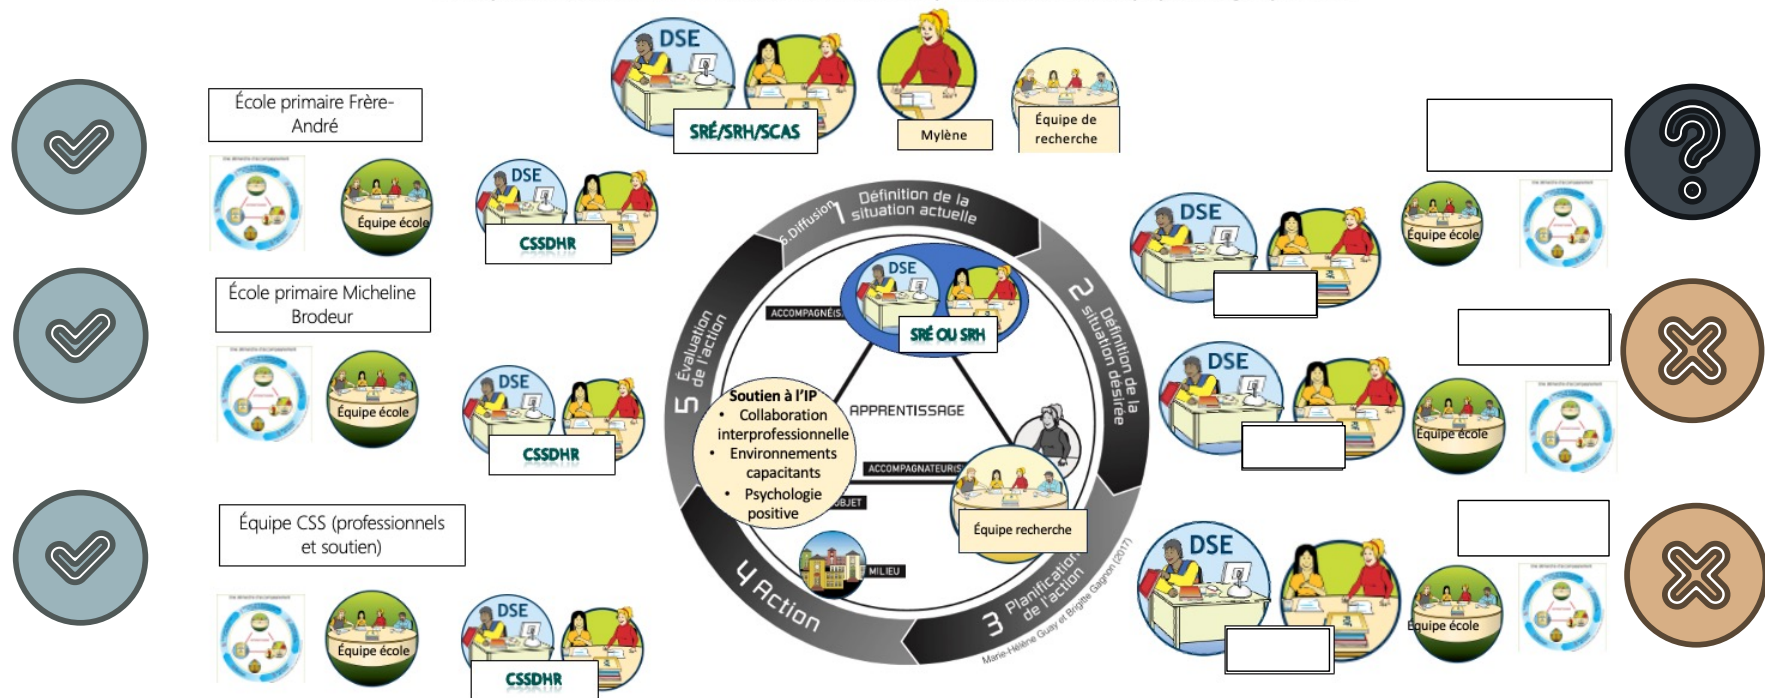 DSE
SRÉ/SRH/SCAS
Mylène
Équipe de
recherche
École primaire Frère-
André
Équipe école
DSE
CSSDHR
École primaire Micheline
Brodeur
Équipe école
DSE
CSSDHR
Équipe CSS (professionnels
et soutien)
Équipe école
DSE
CSSDHR
6. Diffusion
1 Définition de la
situation actuelle
2 Définition de la
situation désirée
3 Planification
de l'action
4 Action
5 Évaluation
de l'action
ACCOMPAGNÉ(S)
DSE
SRÉ OU SRH
Soutien à l'IP
• Collaboration
interprofessionnelle
• Environnements
capacitants
• Psychologie
positive
APPRENTISSAGE
ACCOMPAGNATEUR(S)
OBJET
Équipe recherche
MILIEU
Marie-Hélène Guay et Brigitte Gagnon (2017)
DSE
Équipe école
DSE
Équipe école
DSE
Équipe école